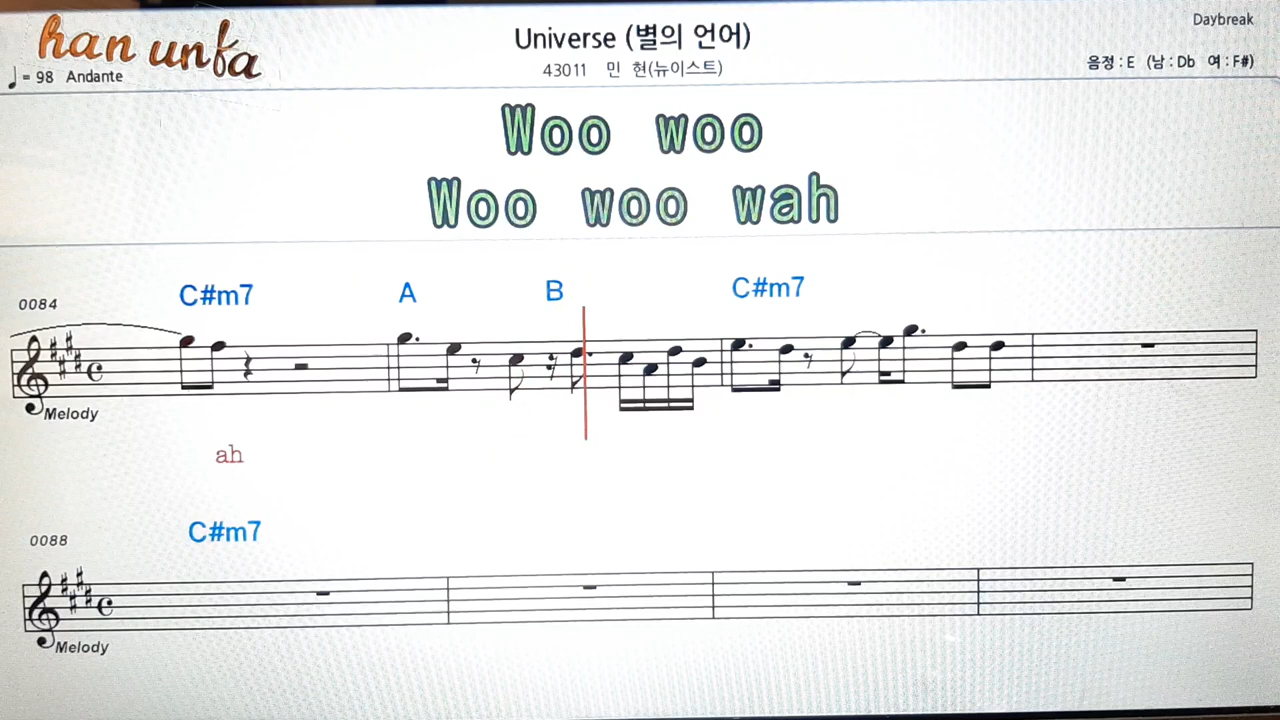 han unfa
Universe (별의 언어)
Daybreak
♩ = 98 Andante
43011 민 현(뉴이스트)
음정 : E (남 : Db 여 : F#)
Woo woo
Woo woo wah
0084
C#m7 A B C#m7
Melody
ah
0088
C#m7
Melody